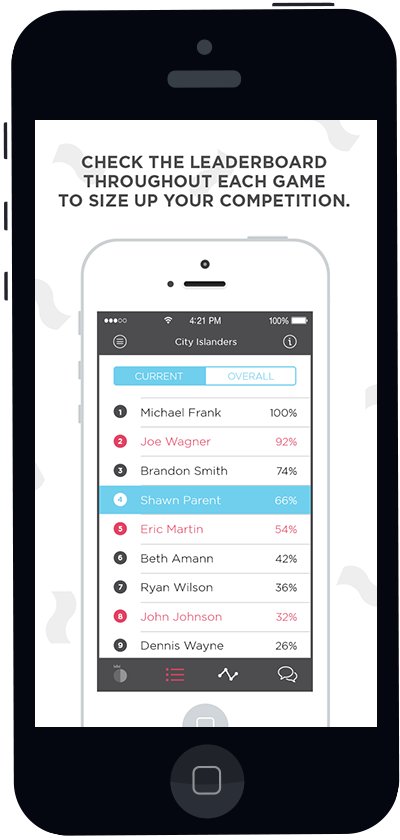 CHECK THE LEADERBOARD
THROUGHOUT EACH GAME
TO SIZE UP YOUR COMPETITION.
4:21 PM 100%
City Islanders
CURRENT OVERALL
1 Michael Frank 100%
2 Joe Wagner 92%
3 Brandon Smith 74%
4 Shawn Parent 66%
5 Eric Martin 54%
6 Beth Amann 42%
7 Ryan Wilson 36%
8 John Johnson 32%
9 Dennis Wayne 26%